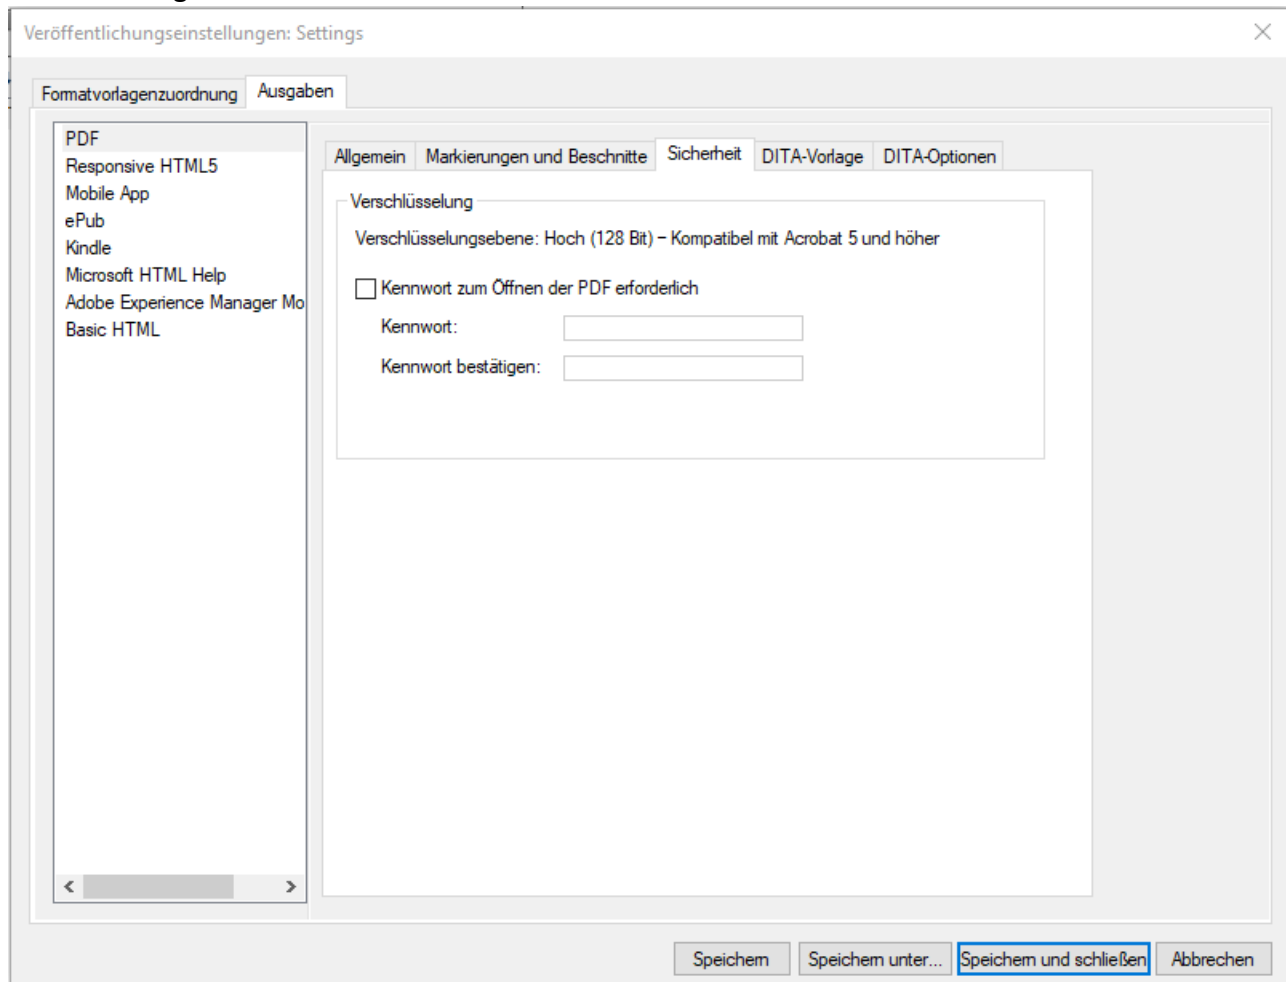 Veröffentlichungseinstellungen: Settings
Formatvorlagenzuordnung Ausgaben
PDF
Responsive HTML5
Mobile App
ePub
Kindle
Microsoft HTML Help
Adobe Experience Manager Mo
Basic HTML
Allgemein Markierungen und Beschnitte Sicherheit DITA-Vorlage DITA-Optionen
Verschlüsselung
Verschlüsselungsebene: Hoch (128 Bit) – Kompatibel mit Acrobat 5 und höher
Kennwort zum Öffnen der PDF erforderlich
Kennwort:
Kennwort bestätigen:
Speichern Speichern unter... Speichern und schließen Abbrechen